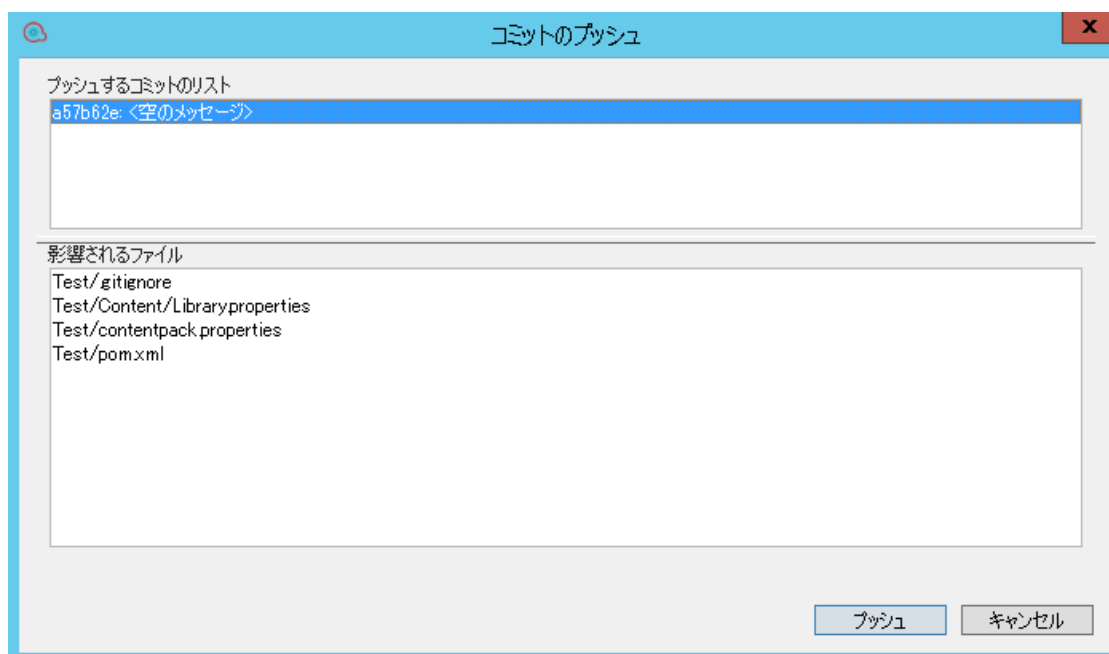 コミットのプッシュ
x
プッシュするコミットのリスト
a57b62e: <空のメッセージ>
影響されるファイル
Test/.gitignore
Test/Content/Library.properties
Test/contentpack.properties
Test/pom.xml
プッシュ
キャンセル